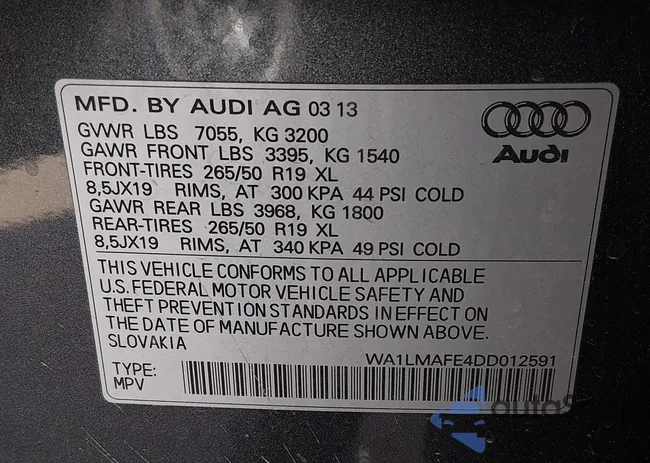 MFD. BY AUDI AG 03 13
GVWR LBS 7055, KG 3200
GAWR FRONT LBS 3395, KG 1540
FRONT-TIRES 265/50 R19 XL
8,5JX19 RIMS, AT 300 KPA 44 PSI COLD
GAWR REAR LBS 3968, KG 1800
REAR-TIRES 265/50 R19 XL
8,5JX19 RIMS, AT 340 KPA 49 PSI COLD
Audi
THIS VEHICLE CONFORMS TO ALL APPLICABLE
U.S. FEDERAL MOTOR VEHICLE SAFETY AND
THEFT PREVENTION STANDARDS IN EFFECT ON
THE DATE OF MANUFACTURE SHOWN ABOVE.
SLOVAKIA
WA1LMAFE4DD012591
TYPE:
MPV